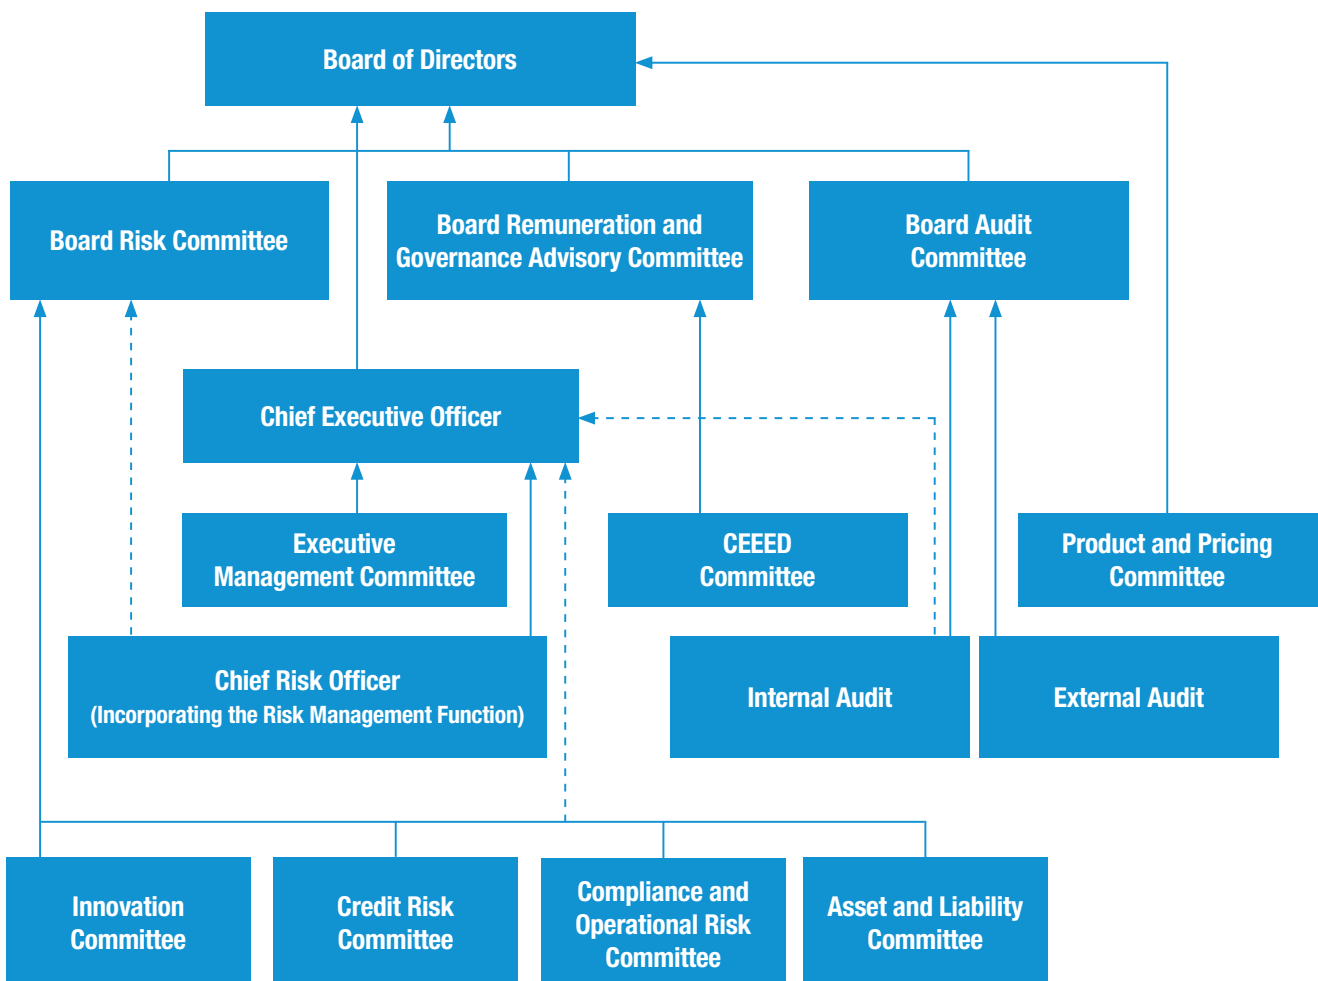 Board of Directors
Board Risk Committee
Board Remuneration and
Governance Advisory Committee
Board Audit
Committee
Chief Executive Officer
Executive
Management Committee
CEEED
Committee
Product and Pricing
Committee
Chief Risk Officer
(Incorporating the Risk Management Function)
Internal Audit
External Audit
Innovation
Committee
Credit Risk
Committee
Compliance and
Operational Risk
Committee
Asset and Liability
Committee